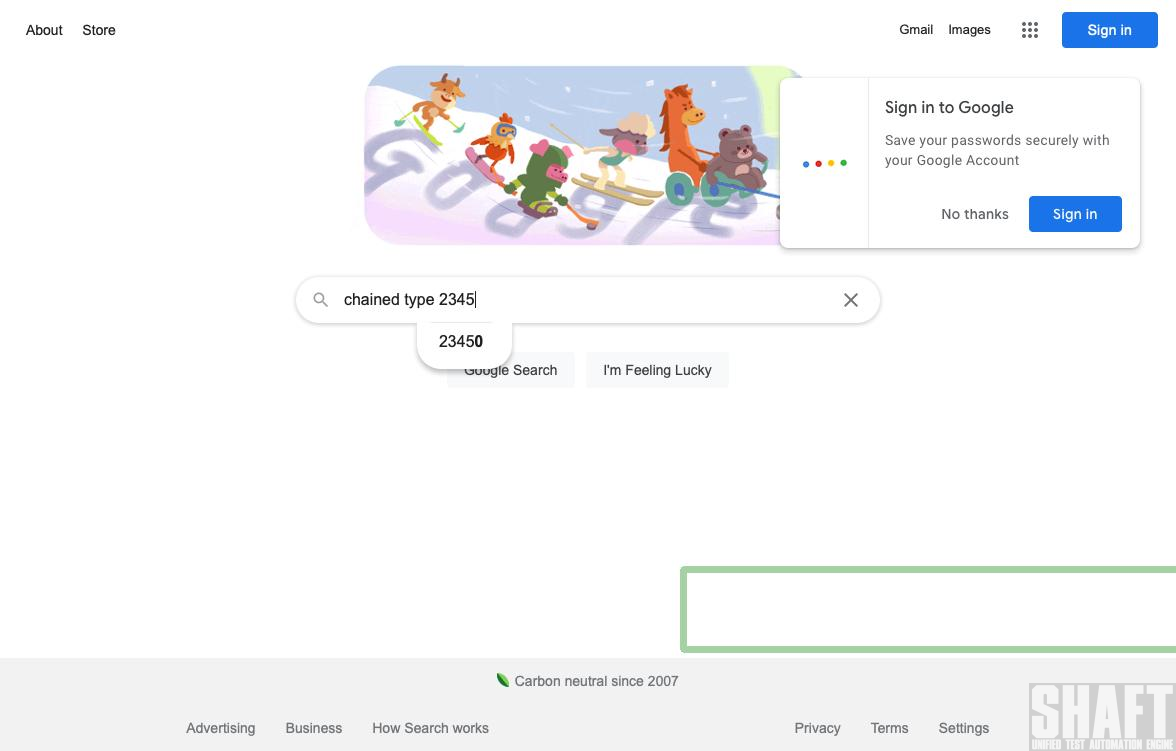 About Store
Gmail Images
Sign in
Sign in to Google
Save your passwords securely with
your Google Account
No thanks Sign in
chained type 2345
23450
Google Search I'm Feeling Lucky
Carbon neutral since 2007
Advertising Business How Search works
Privacy Terms Settings
SHAFT
UNIFIED TEST AUTOMATION ENGINE